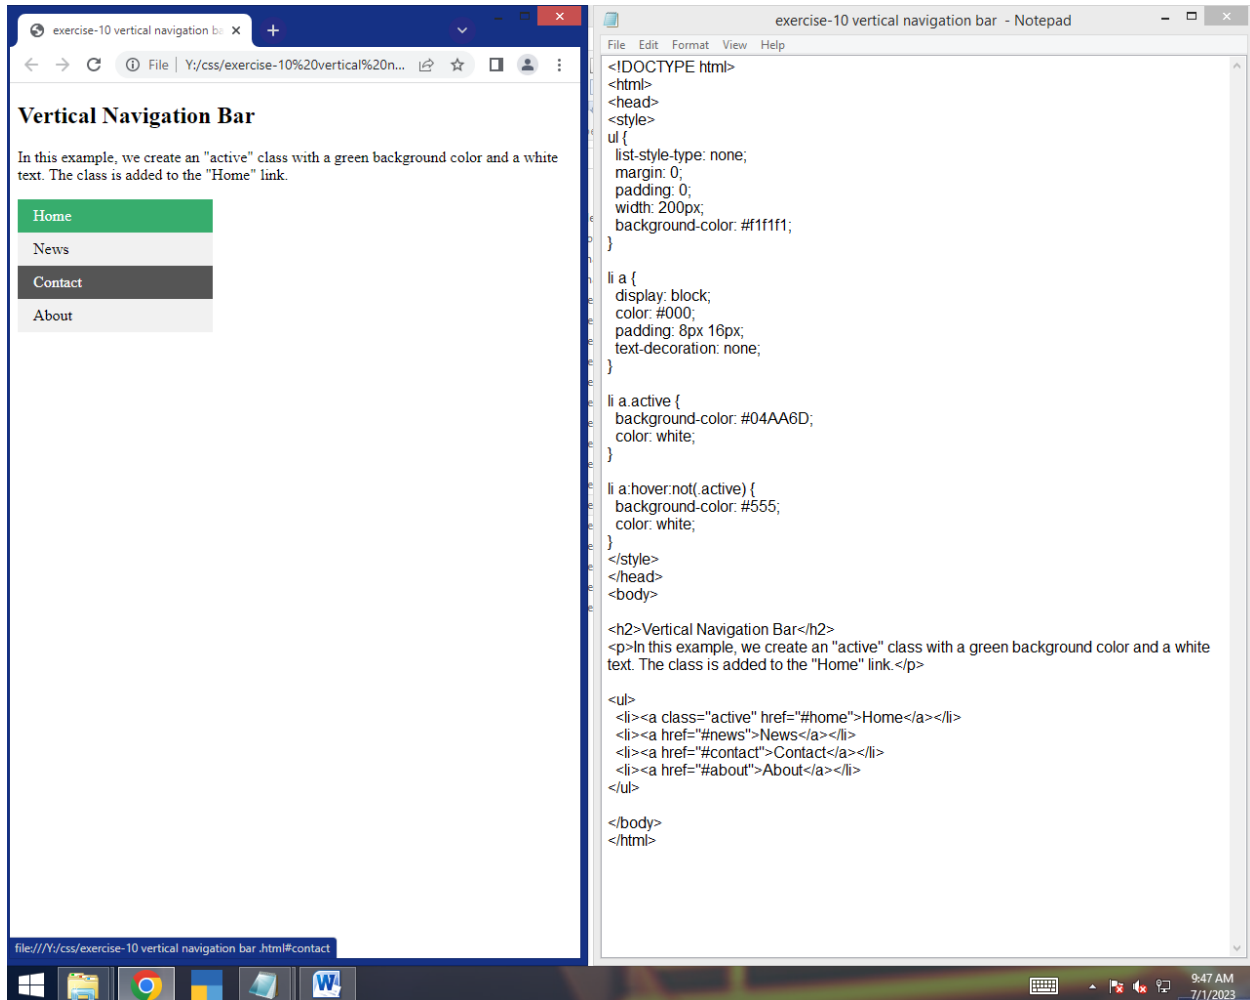 exercise-10 vertical navigation ba
File
Y:/css/exercise-10%20vertical%20n...
Vertical Navigation Bar
In this example, we create an "active" class with a green background color and a white
text. The class is added to the "Home" link.
Home
News
Contact
About
file:///Y:/css/exercise-10 vertical navigation bar .html#contact
exercise-10 vertical navigation bar  - Notepad
File Edit Format View Help
<!DOCTYPE html>
<html>
<head>
<style>
ul {
  list-style-type: none;
  margin: 0;
  padding: 0;
  width: 200px;
  background-color: #f1f1f1;
}

li a {
  display: block;
  color: #000;
  padding: 8px 16px;
  text-decoration: none;
}

li a.active {
  background-color: #04AA6D;
  color: white;
}

li a:hover:not(.active) {
  background-color: #555;
  color: white;
}
</style>
</head>
<body>

<h2>Vertical Navigation Bar</h2>
<p>In this example, we create an "active" class with a green background color and a white
text. The class is added to the "Home" link.</p>

<ul>
  <li><a class="active" href="#home">Home</a></li>
  <li><a href="#news">News</a></li>
  <li><a href="#contact">Contact</a></li>
  <li><a href="#about">About</a></li>
</ul>

</body>
</html>
W
9:47 AM
7/1/2023